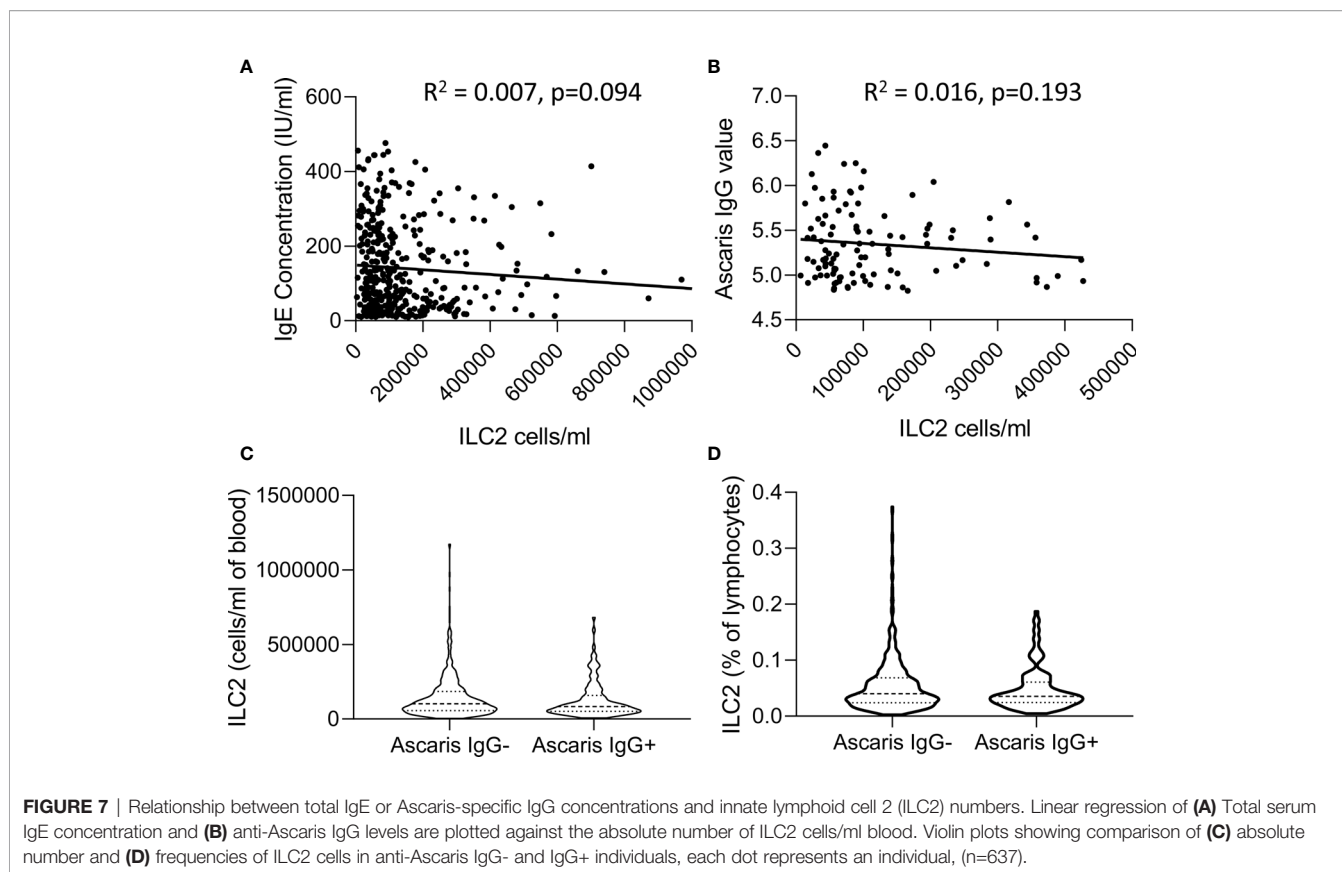 A
R² = 0.007, p=0.094
IgE Concentration (IU/ml)
600
400
200
0
0
200000
400000
600000
800000
1000000
ILC2 cells/ml
B
R² = 0.016, p=0.193
Ascaris IgG value
7.0
6.5
6.0
5.5
5.0
4.5
0
100000
200000
300000
400000
500000
ILC2 cells/ml
C
ILC2 (cells/ml of blood)
1500000
1000000
500000
0
Ascaris IgG-
Ascaris IgG+
D
ILC2 (% of lymphocytes)
0.4
0.3
0.2
0.1
0.0
Ascaris IgG-
Ascaris IgG+
FIGURE 7 | Relationship between total IgE or Ascaris-specific IgG concentrations and innate lymphoid cell 2 (ILC2) numbers. Linear regression of (A) Total serum
IgE concentration and (B) anti-Ascaris IgG levels are plotted against the absolute number of ILC2 cells/ml blood. Violin plots showing comparison of (C) absolute
number and (D) frequencies of ILC2 cells in anti-Ascaris IgG- and IgG+ individuals, each dot represents an individual, (n=637).